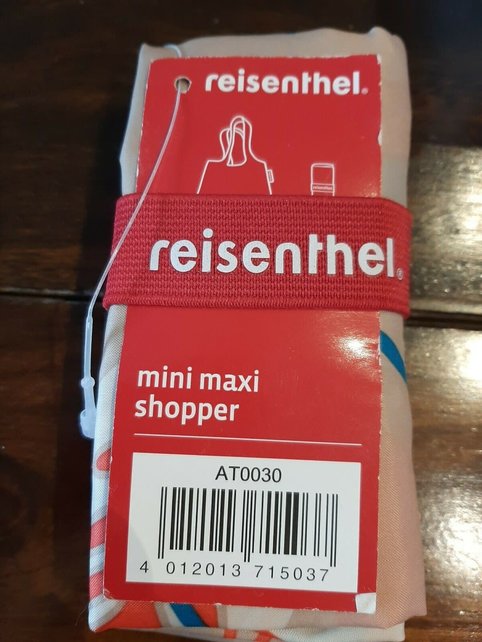 reisenthel®
reisenthel®
mini maxi
shopper
AT0030
4 012013 715037